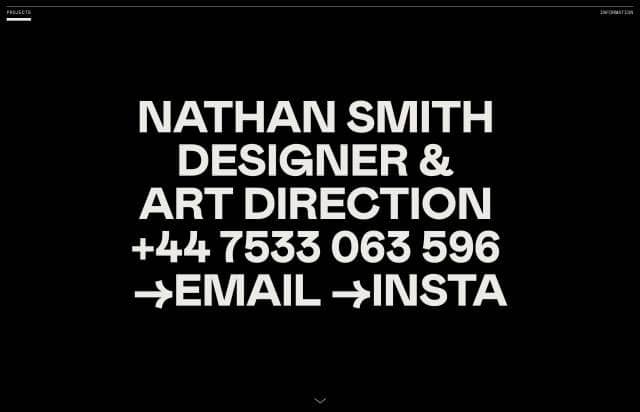 PROJECTS
INFORMATION
NATHAN SMITH
DESIGNER &
ART DIRECTION
+44 7533 063 596
→EMAIL →INSTA